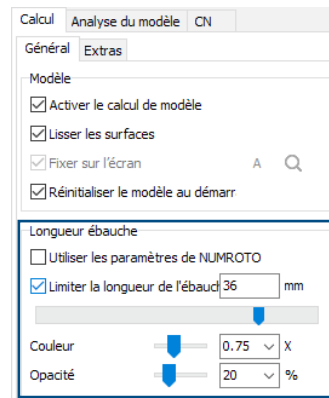 Calcul Analyse du modèle CN
Général Extras
Modèle
Activer le calcul de modèle
Lisser les surfaces
Fixer sur l'écran A
Réinitialiser le modèle au démarr
Longueur ébauche
Utiliser les paramètres de NUMROTO
Limiter la longueur de l'ébauch 36 mm
Couleur 0.75 X
Opacité 20 %